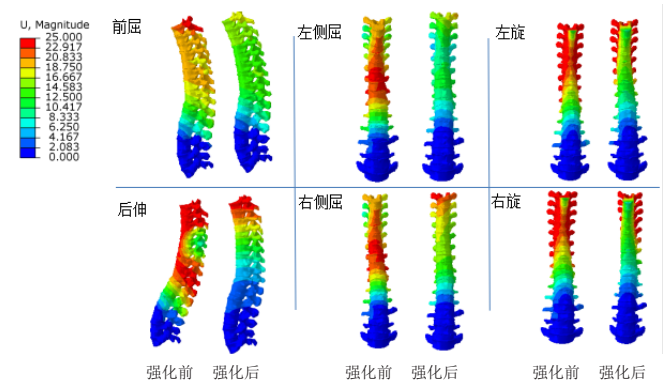 U, Magnitude
25.000
22.917
20.833
18.750
16.667
14.583
12.500
10.417
8.333
6.250
4.167
2.083
0.000
前屈
左侧屈
左旋
后伸
右侧屈
右旋
强化前 强化后 强化前 强化后 强化前 强化后